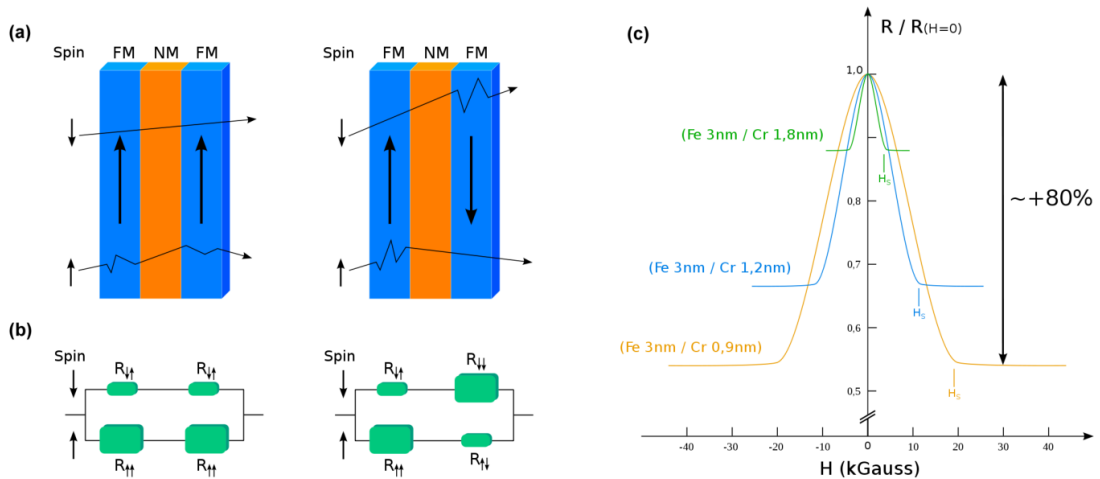 (a)
Spin FM NM FM
Spin FM NM FM
(b)
Spin
R↓↑ R↓↑
R↑↑ R↑↑
Spin
R↓↑ R↓↓
R↑↑ R↑↓
(c)
R / R(H=0)
1,0
(Fe 3nm / Cr 1,8nm)
Hs
0,8
~+80%
(Fe 3nm / Cr 1,2nm)
0,7
Hs
0,6
(Fe 3nm / Cr 0,9nm)
0,5
Hs
-40 -30 -20 -10 0 10 20 30 40
H (kGauss)